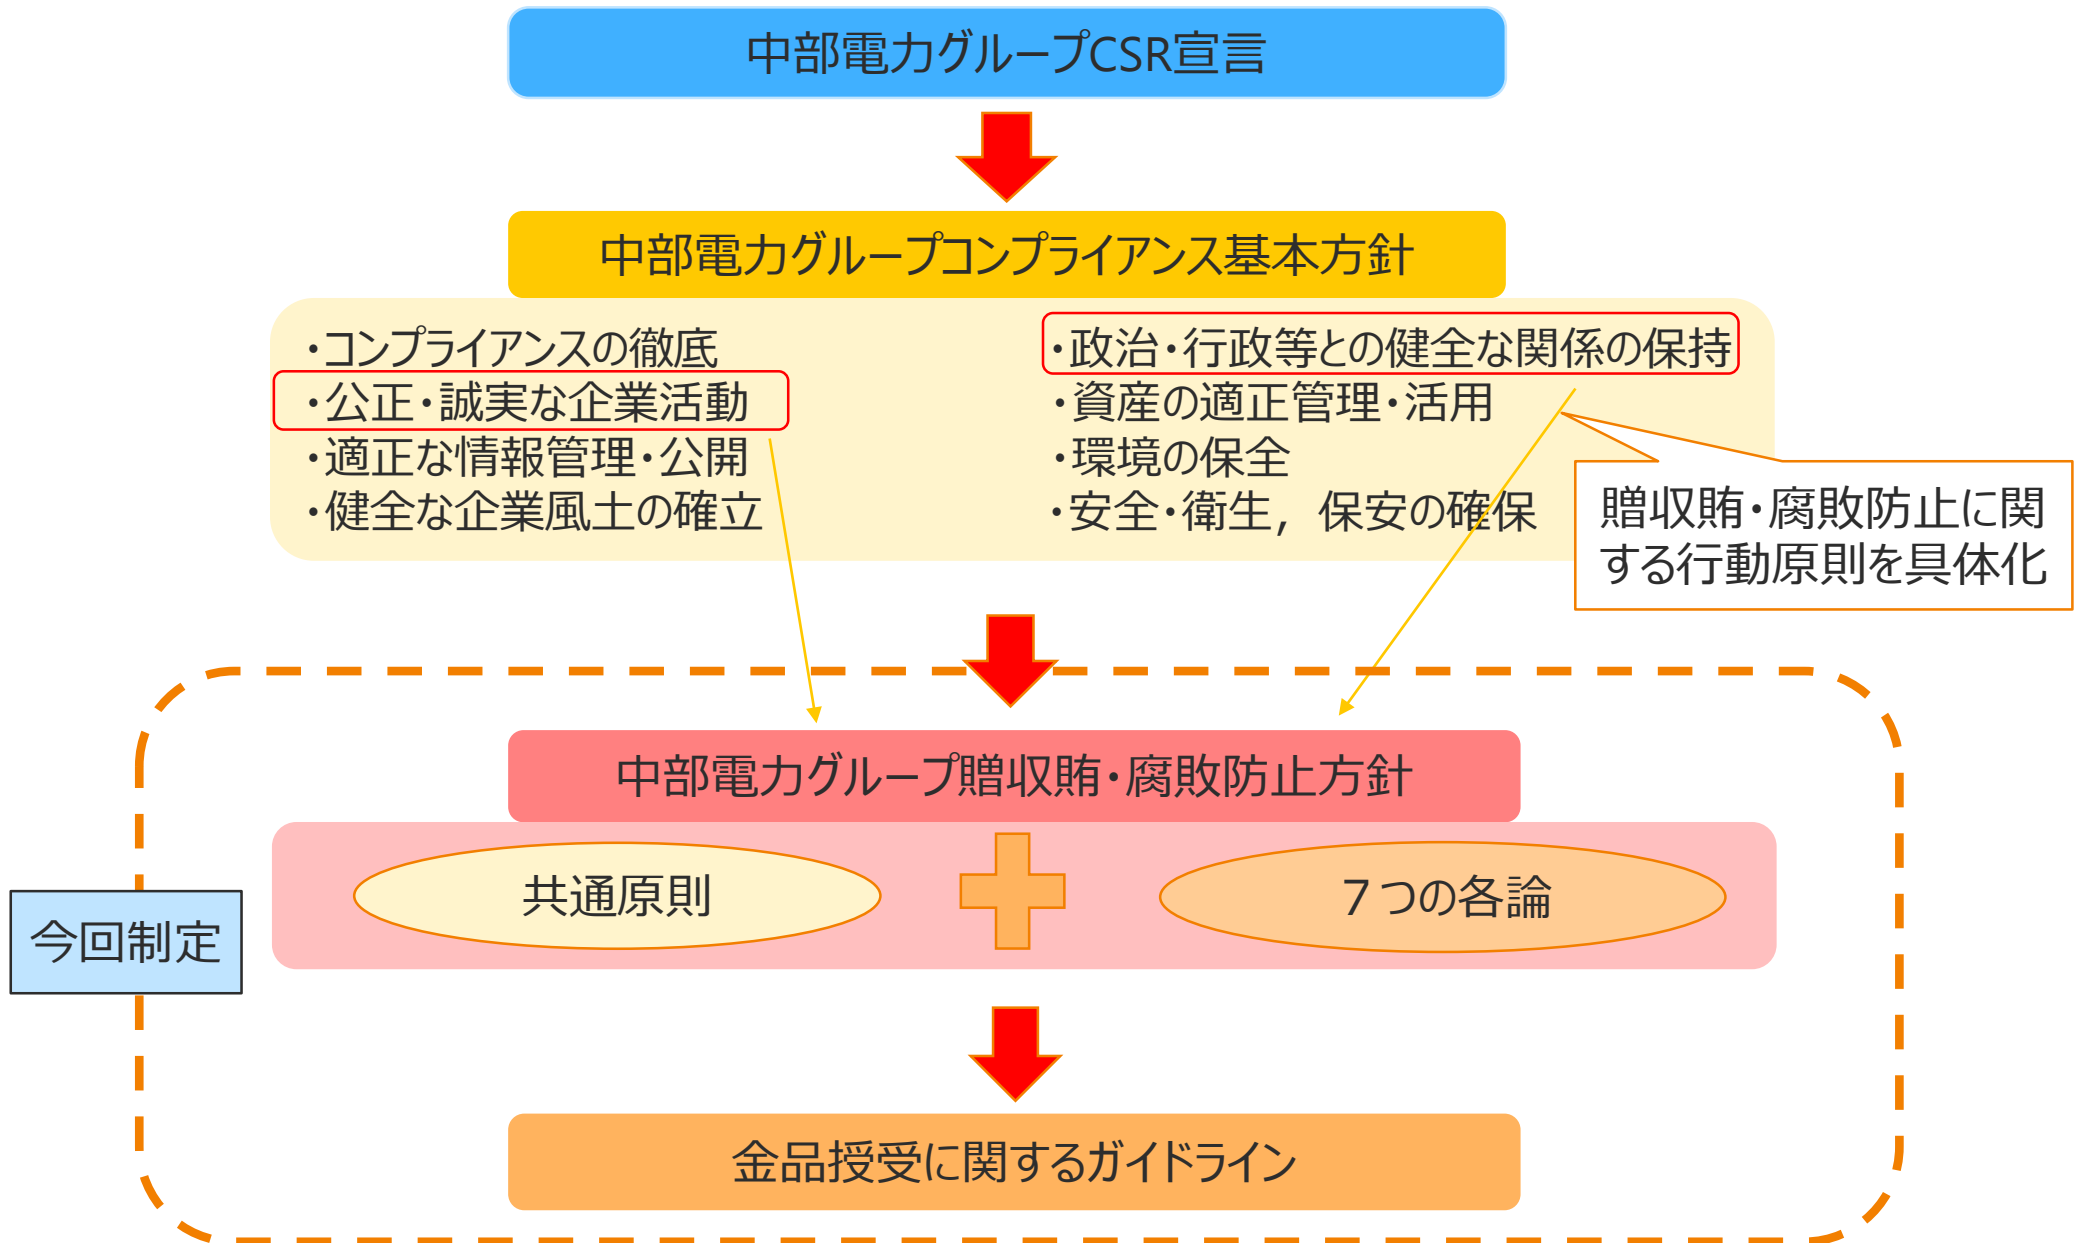 中部電力グループCSR宣言
中部電力グループコンプライアンス基本方針
・コンプライアンスの徹底
・公正・誠実な企業活動
・適正な情報管理・公開
・健全な企業風土の確立
・政治・行政等との健全な関係の保持
・資産の適正管理・活用
・環境の保全
・安全・衛生，保安の確保
贈収賄・腐敗防止に関
する行動原則を具体化
中部電力グループ贈収賄・腐敗防止方針
共通原則
７つの各論
今回制定
金品授受に関するガイドライン